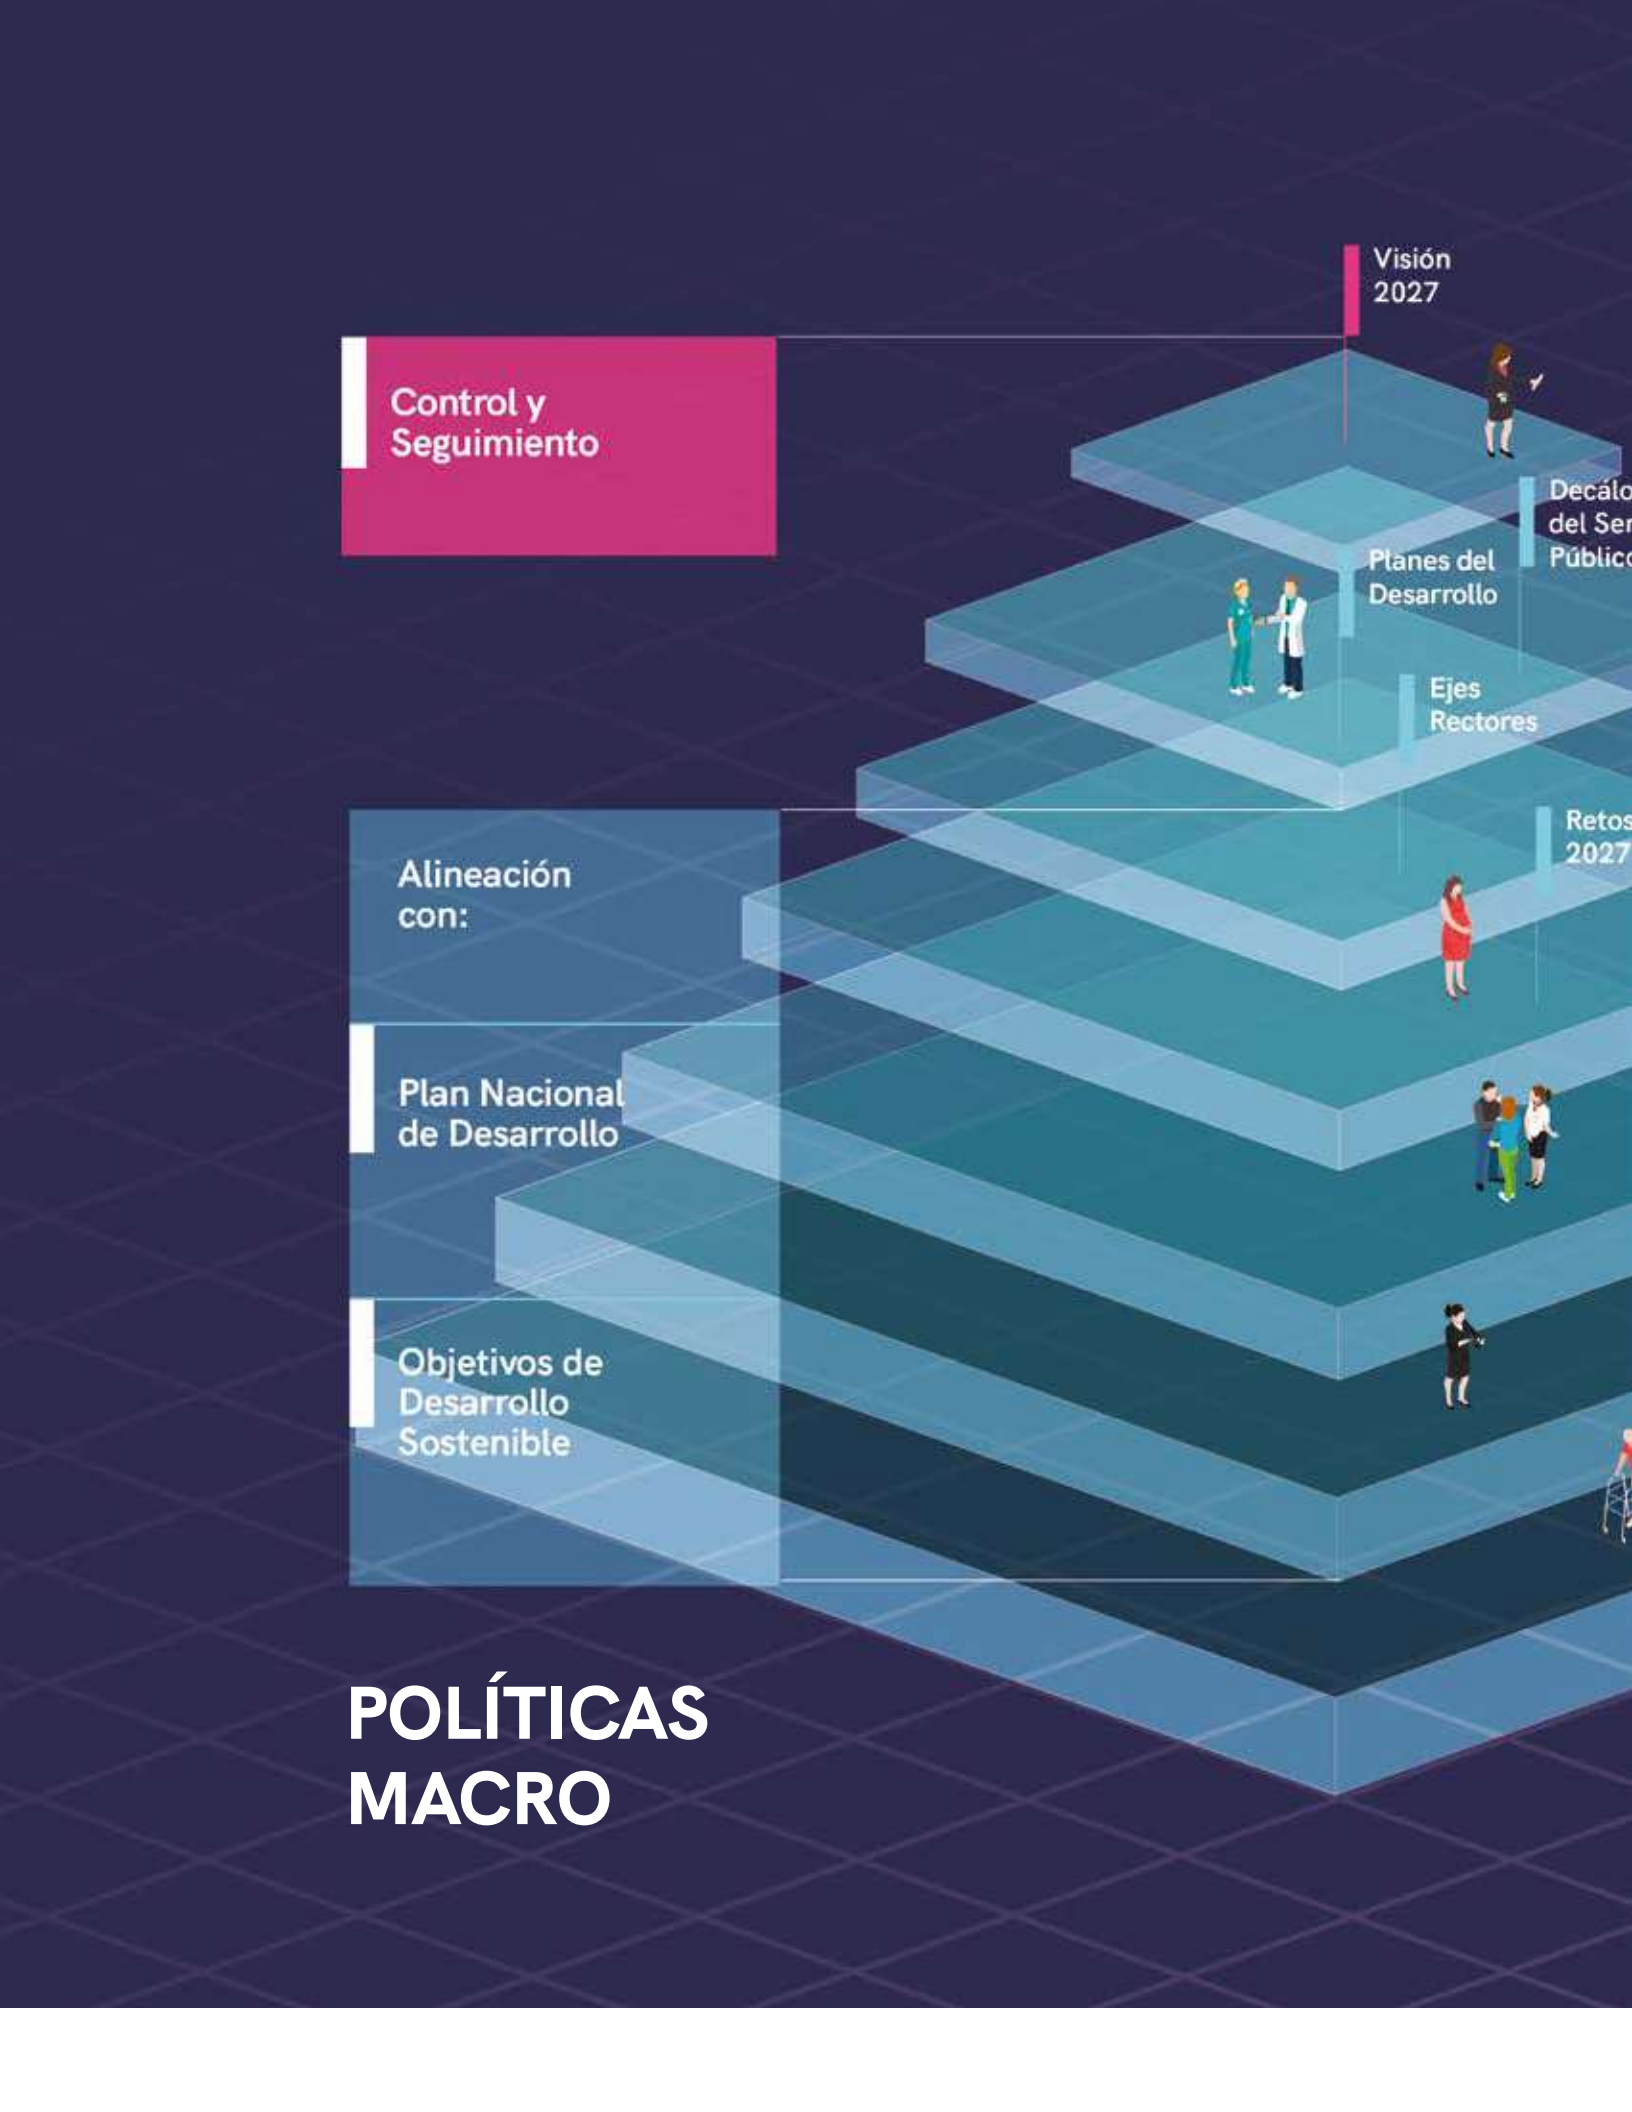 Visión
2027
Control y
Seguimiento
del
Planes del
Desarrollo
Ejes
Rectores
Retos
2027
Alineación
con:
Plan Nacional
de Desarrollo
Objetivos de
Desarrollo
Sostenible
POLÍTICAS
MACRO